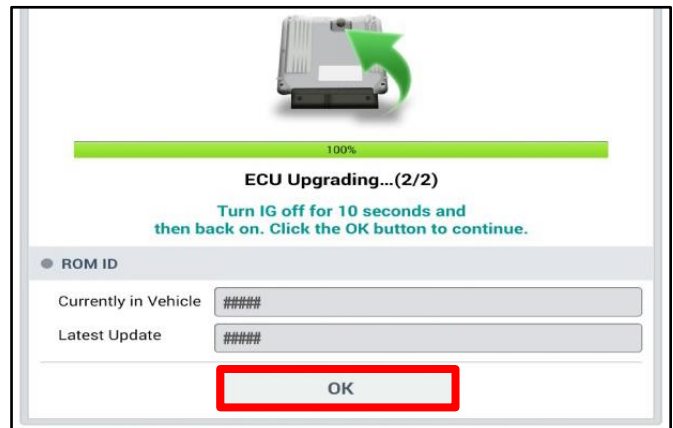 100%
ECU Upgrading...(2/2)
Turn IG off for 10 seconds and
then back on. Click the OK button to continue.
ROM ID
Currently in Vehicle #####
Latest Update #####
OK